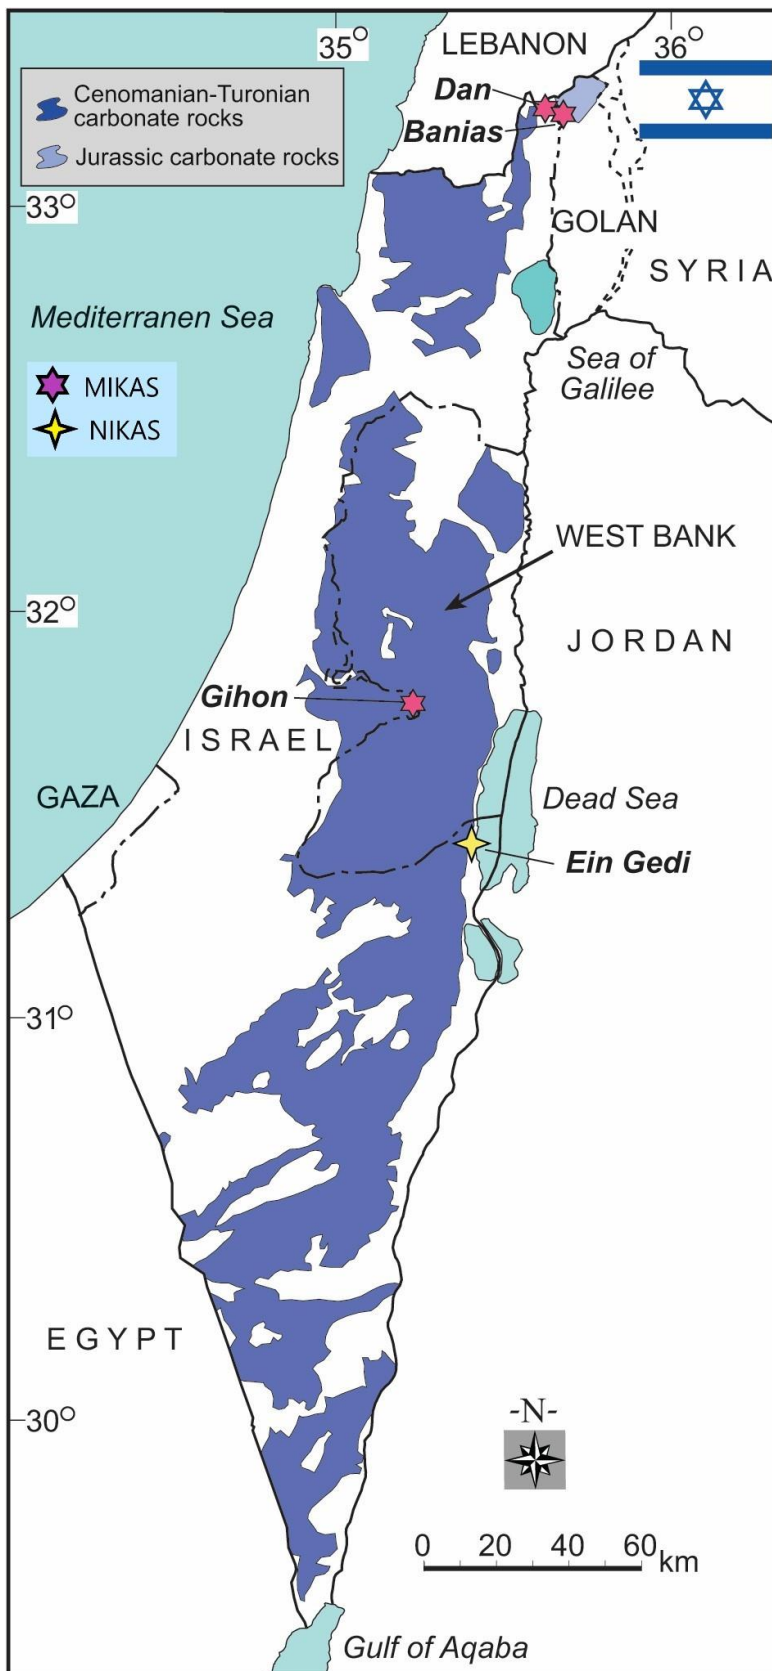 35°
36°
LEBANON
Cenomanian-Turonian
carbonate rocks
Jurassic carbonate rocks
Dan
Banias
33°
GOLAN
SYRIA
Mediterranen Sea
Sea of
Galilee
MIKAS
NIKAS
WEST BANK
32°
JORDAN
Gihon
ISRAEL
GAZA
Dead Sea
Ein Gedi
31°
EGYPT
30°
-N-
0 20 40 60 km
Gulf of Aqaba